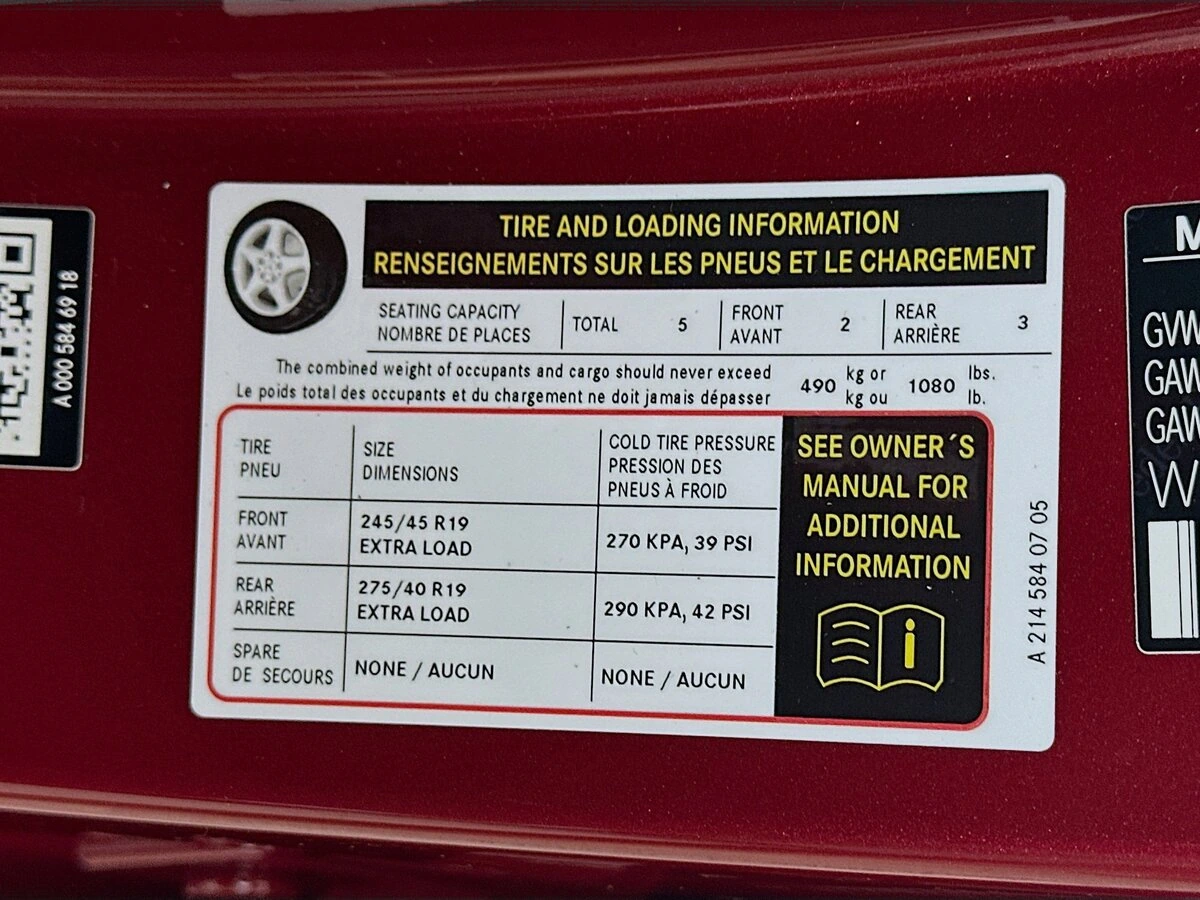 A 000 584 69 18
TIRE AND LOADING INFORMATION
RENSEIGNEMENTS SUR LES PNEUS ET LE CHARGEMENT
SEATING CAPACITY
NOMBRE DE PLACES
TOTAL 5
FRONT
AVANT
2
REAR
ARRIÈRE
3
The combined weight of occupants and cargo should never exceed
Le poids total des occupants et du chargement ne doit jamais dépasser
490
kg or
kg ou
1080
lbs.
lb.
TIRE
PNEU
SIZE
DIMENSIONS
COLD TIRE PRESSURE
PRESSION DES
PNEUS À FROID
FRONT
AVANT
245/45 R19
EXTRA LOAD
270 KPA, 39 PSI
REAR
ARRIÈRE
275/40 R19
EXTRA LOAD
290 KPA, 42 PSI
SPARE
DE SECOURS
NONE / AUCUN
NONE / AUCUN
SEE OWNER´S
MANUAL FOR
ADDITIONAL
INFORMATION
i
A 214 584 07 05